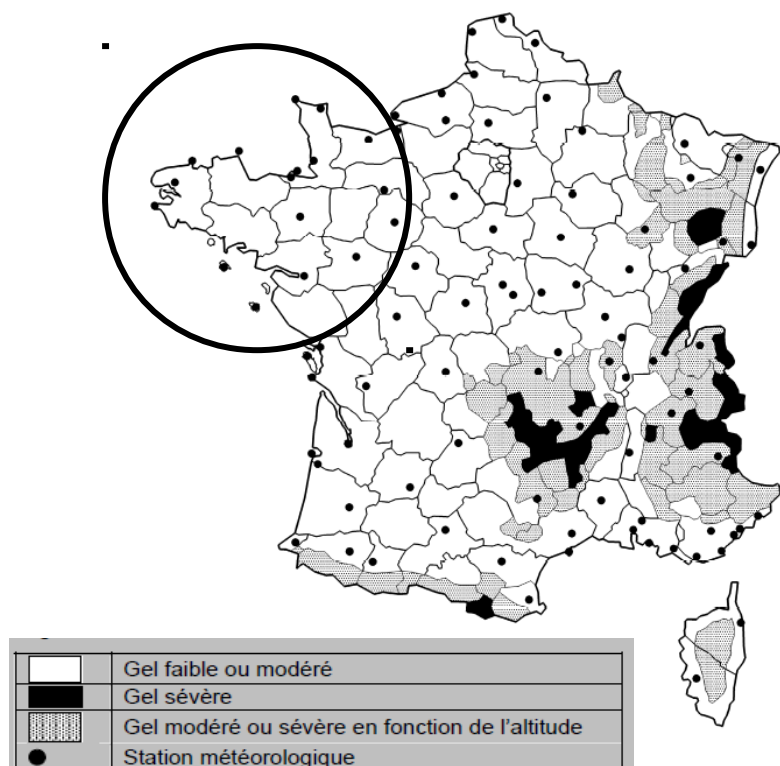 Gel faible ou modéré
Gel sévère
Gel modéré ou sévère en fonction de l'altitude
Station météorologique